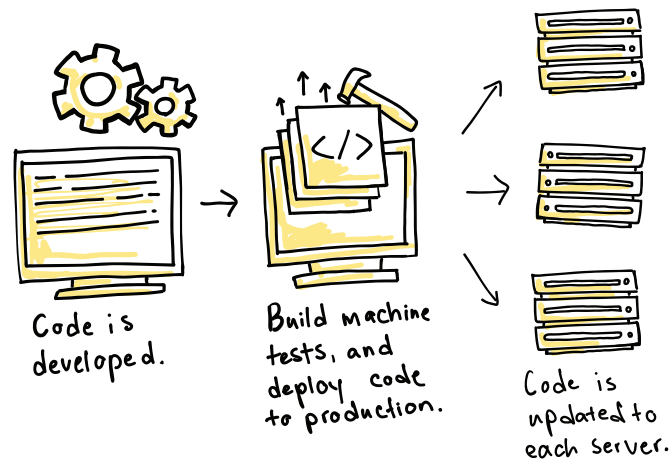 </>
Code is
developed.
Build machine
tests, and
deploy code
to production.
Code is
updated to
each server.